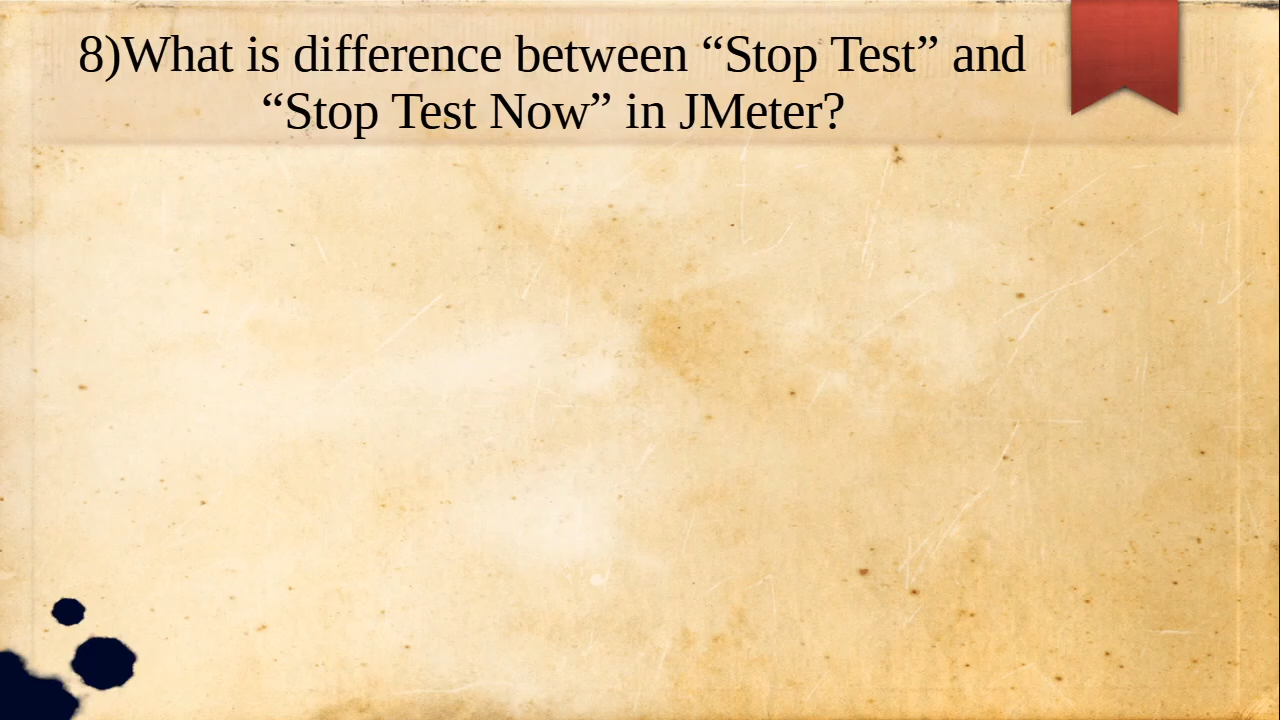 8)What is difference between “Stop Test” and
“Stop Test Now” in JMeter?